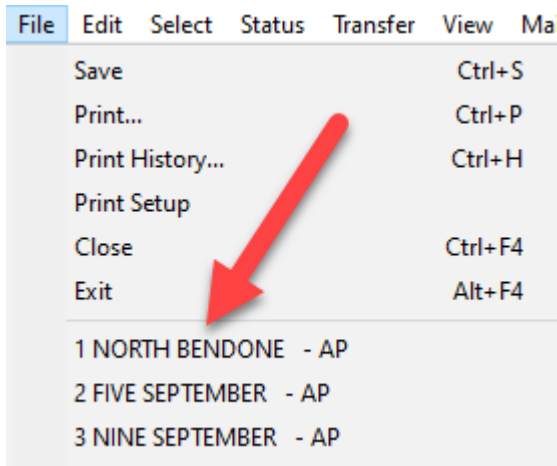 File Edit Select Status Transfer View Ma
Save Ctrl+S
Print... Ctrl+P
Print History... Ctrl+H
Print Setup
Close Ctrl+F4
Exit Alt+F4
1 NORTH BENDONE - AP
2 FIVE SEPTEMBER - AP
3 NINE SEPTEMBER - AP